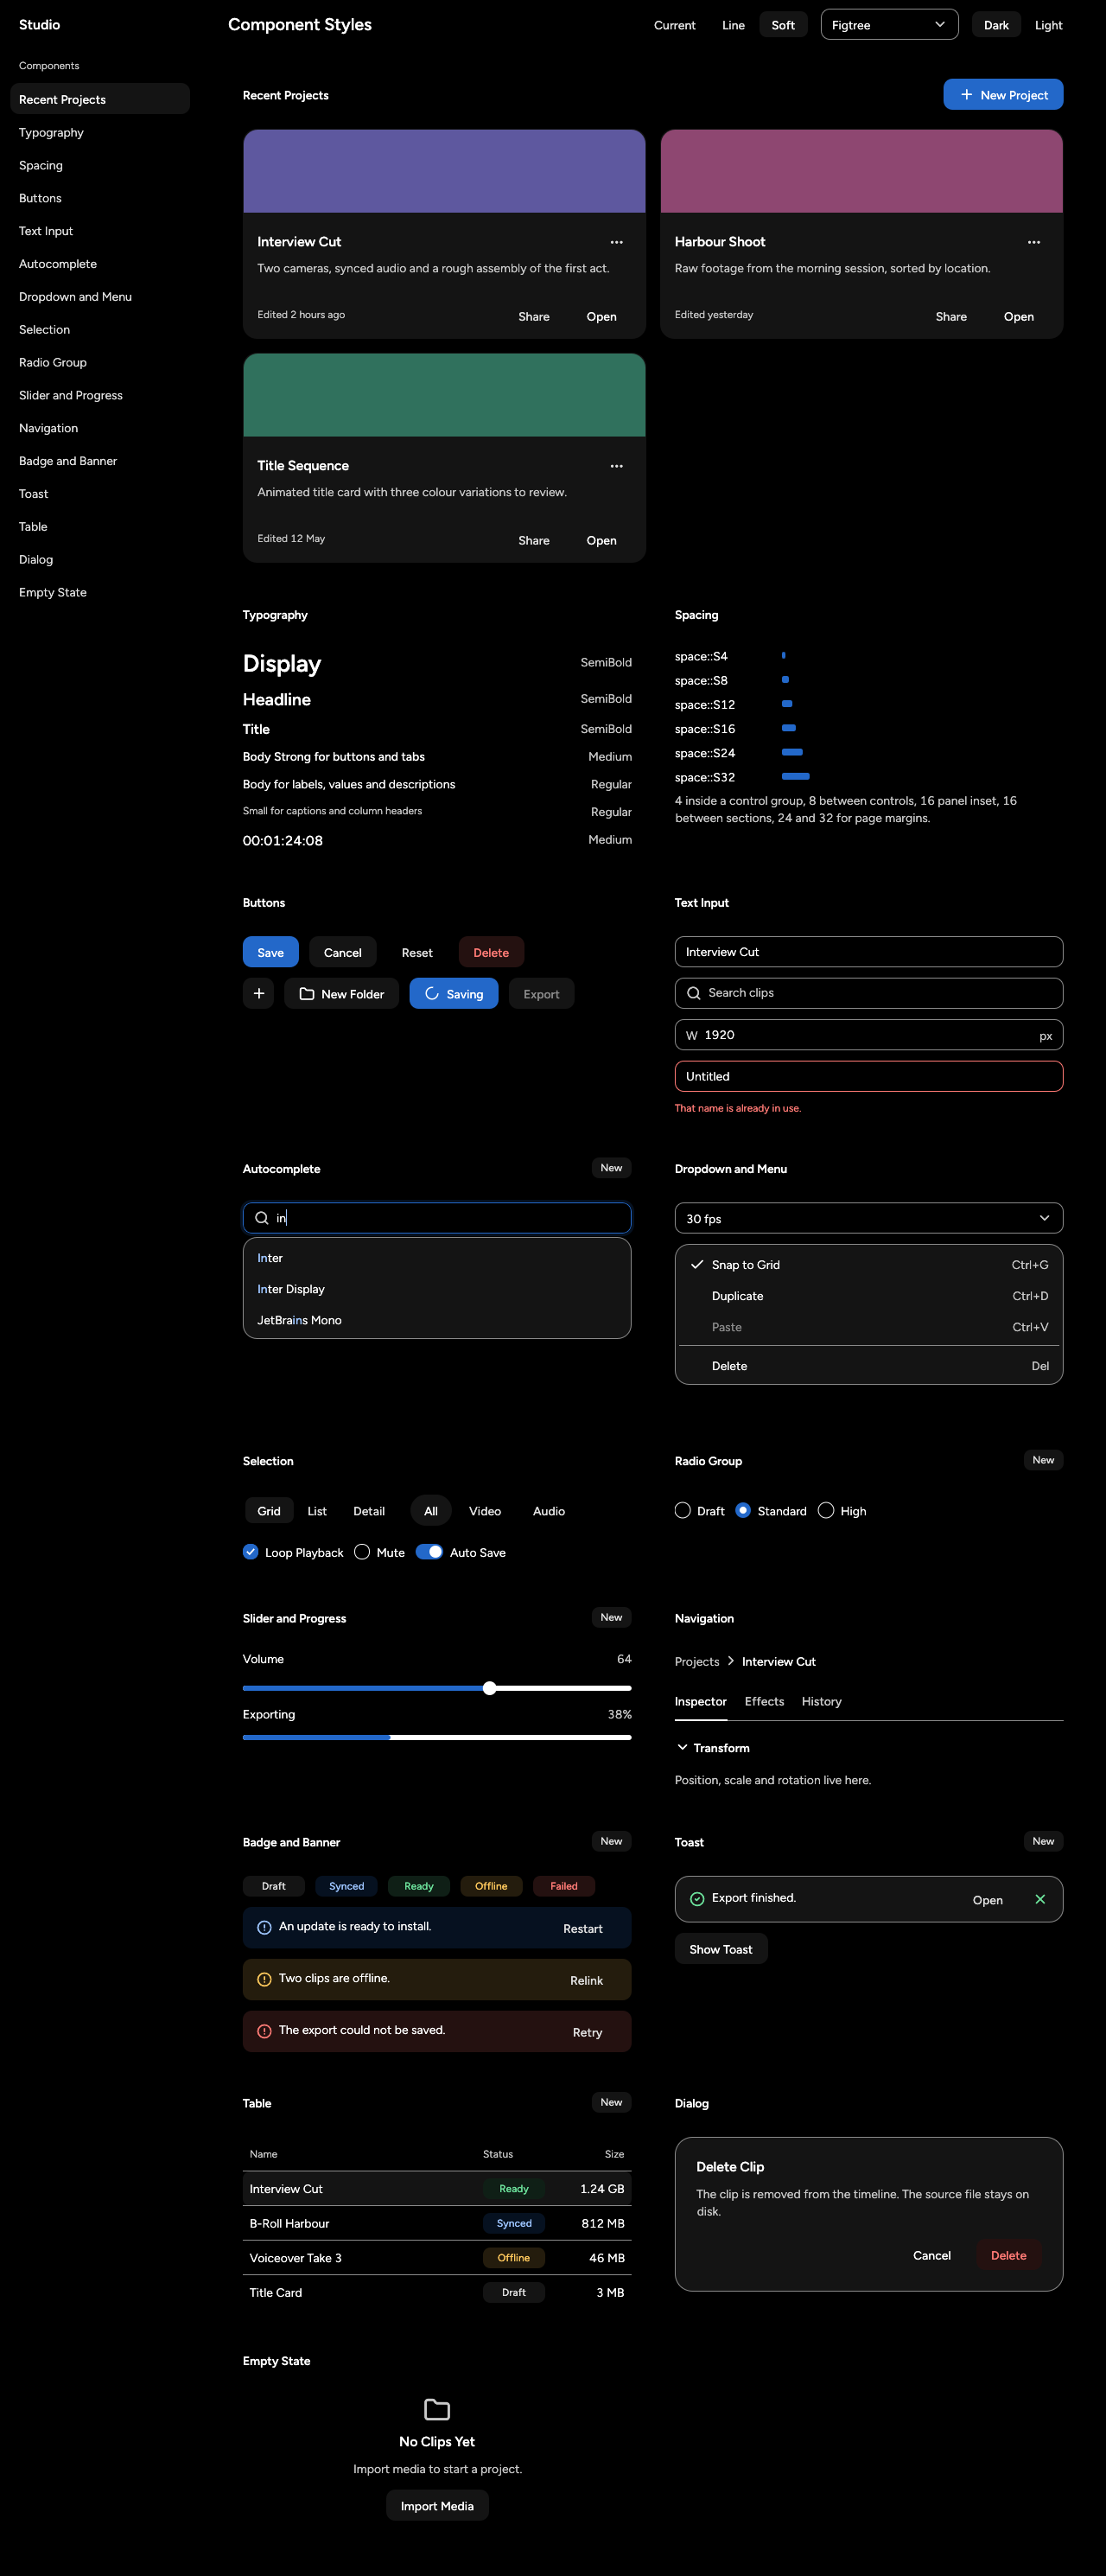 Studio
Component Styles
Current
Line
Soft
Figtree
Dark
Light
Components
Recent Projects
Typography
Spacing
Buttons
Text Input
Autocomplete
Dropdown and Menu
Selection
Radio Group
Slider and Progress
Navigation
Badge and Banner
Toast
Table
Dialog
Empty State
Recent Projects
New Project
Interview Cut
Two cameras, synced audio and a rough assembly of the first act.
Edited 2 hours ago
Share
Open
Harbour Shoot
Raw footage from the morning session, sorted by location.
Edited yesterday
Share
Open
Title Sequence
Animated title card with three colour variations to review.
Edited 12 May
Share
Open
Typography
Display
SemiBold
Headline
SemiBold
Title
SemiBold
Body Strong for buttons and tabs
Medium
Body for labels, values and descriptions
Regular
Small for captions and column headers
Regular
00:01:24:08
Medium
Spacing
space::S4
space::S8
space::S12
space::S16
space::S24
space::S32
4 inside a control group, 8 between controls, 16 panel inset, 16
between sections, 24 and 32 for page margins.
Buttons
Save
Cancel
Reset
Delete
New Folder
Saving
Export
Text Input
Interview Cut
Search clips
W 1920 px
Untitled
That name is already in use.
Autocomplete
New
in
Inter
Inter Display
JetBrains Mono
Dropdown and Menu
30 fps
Snap to Grid Ctrl+G
Duplicate Ctrl+D
Paste Ctrl+V
Delete Del
Selection
Grid
List
Detail
All
Video
Audio
Loop Playback
Mute
Auto Save
Radio Group
New
Draft
Standard
High
Slider and Progress
New
Volume 64
Exporting 38%
Navigation
Projects
Interview Cut
Inspector
Effects
History
Transform
Position, scale and rotation live here.
Badge and Banner
New
Draft
Synced
Ready
Offline
Failed
An update is ready to install.
Restart
Two clips are offline.
Relink
The export could not be saved.
Retry
Toast
New
Export finished.
Open
Show Toast
Table
New
Name Status Size
Interview Cut Ready 1.24 GB
B-Roll Harbour Synced 812 MB
Voiceover Take 3 Offline 46 MB
Title Card Draft 3 MB
Dialog
Delete Clip
The clip is removed from the timeline. The source file stays on
disk.
Cancel
Delete
Empty State
No Clips Yet
Import media to start a project.
Import Media